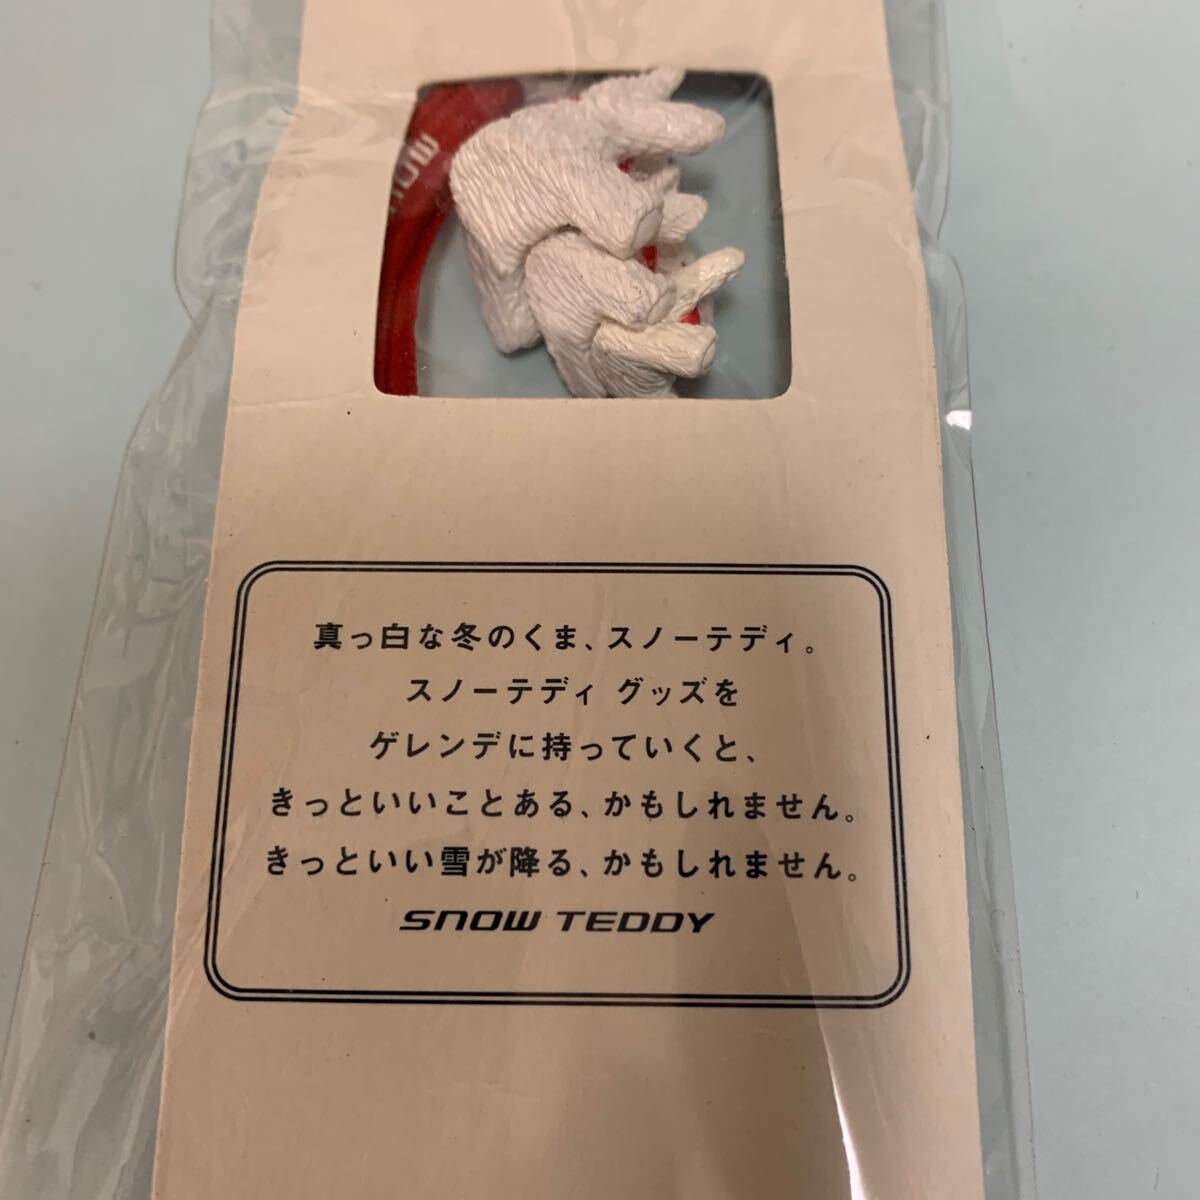 真っ白な冬のくま、スノーテディ。
スノーテディ グッズを
ゲレンデに持っていくと、
きっといいことある、かもしれません。
きっといい雪が降る、かもしれません。
SNOW TEDDY